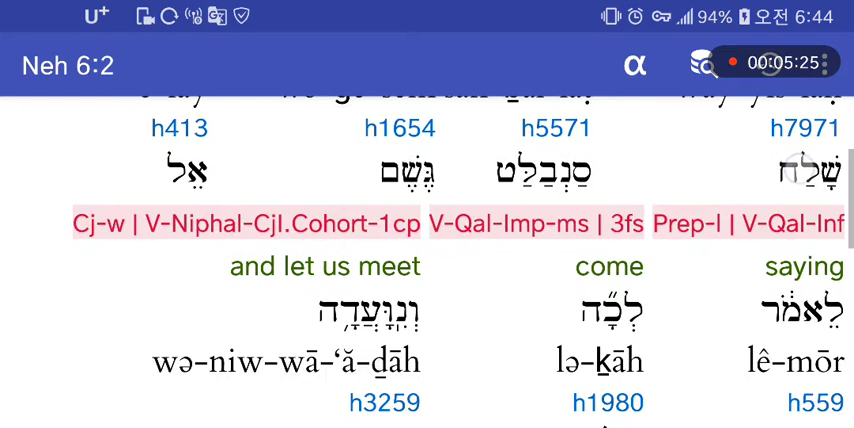 U+ 94% 오전 6:44
Neh 6:2 α 00:05:25
h7971 h5571 h1654 h413
שָׁלַח סַנְבַלַּט גֶּשֶׁם אֵל
Prep-l | V-Qal-Inf V-Qal-Imp-ms | 3fs Cj-w | V-Niphal-CjI.Cohort-1cp
saying come and let us meet
לֵאמֹ֔ר לְכָ֞ה וְנִֽוָּעֲדָ֥ה
lê-mōr lə-ḵāh wə-niw-wā-‘ă-ḏāh
h559 h1980 h3259